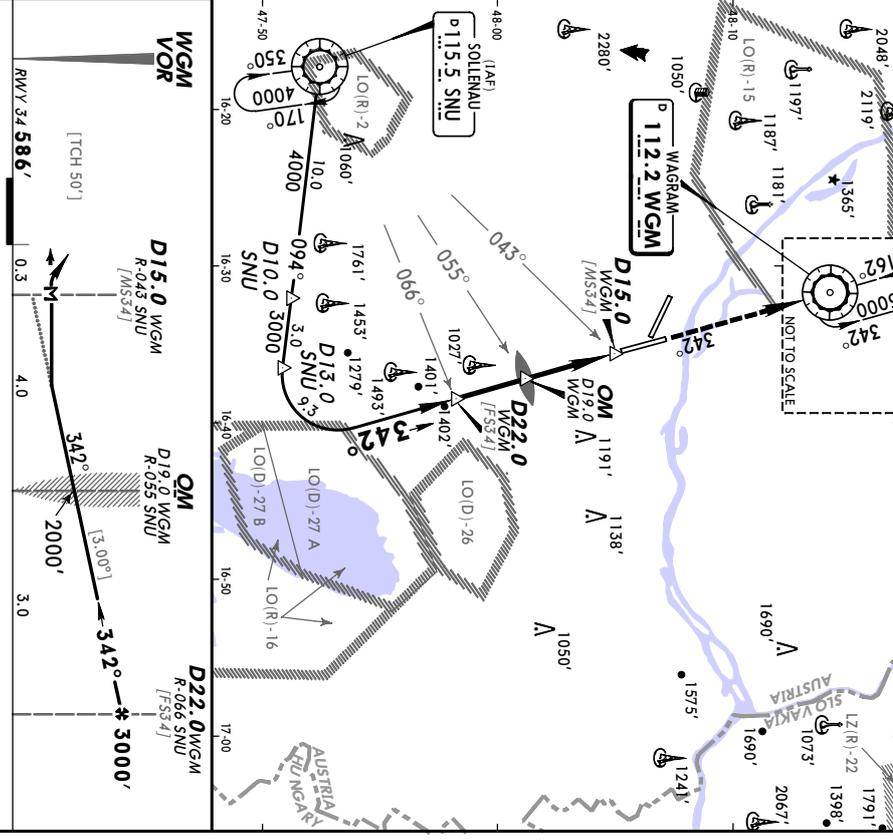 47-50
48-00
48-10
16-20
16-30
16-40
16-50
17-00
LO(R)-15
2048'
2119'
1197'
1187'
1181'
1365'
1050'
2280'
(IAF)
SOLLENAU
D 115.5 SNU
350°
4000
170°
LO(R)-2
1060'
10.0
4000
094°
D10.0
SNU
3.0
3000
D13.0
SNU
9.3
1761'
1453'
1279'
1493'
1401'
1402'
1027'
043°
055°
066°
WAGRAM
D 112.2 WGM
162°
5000
342°
NOT TO SCALE
342°
D15.0
WGM
[MS34]
OM
D19.0
WGM
D22.0
WGM
[FS34]
342°
1191'
1138'
1050'
LO(D)-26
LO(D)-27 A
LO(D)-27 B
LO(R)-16
1690'
1575'
AUSTRIA
SLOVAKIA
1690'
1073'
LZ(R)-22
1241'
2067'
1398'
1791'
AUSTRIA
HUNGARY
WGM
VOR
RWY 34 586'
[TCH 50']
D15.0 WGM
R-043 SNU
[MS34]
M
0.3
4.0
342°
OM
D19.0 WGM
R-055 SNU
2000'
[3.00°]
3.0
342°
D22.0 WGM
R-066 SNU
[FS34]
3000'